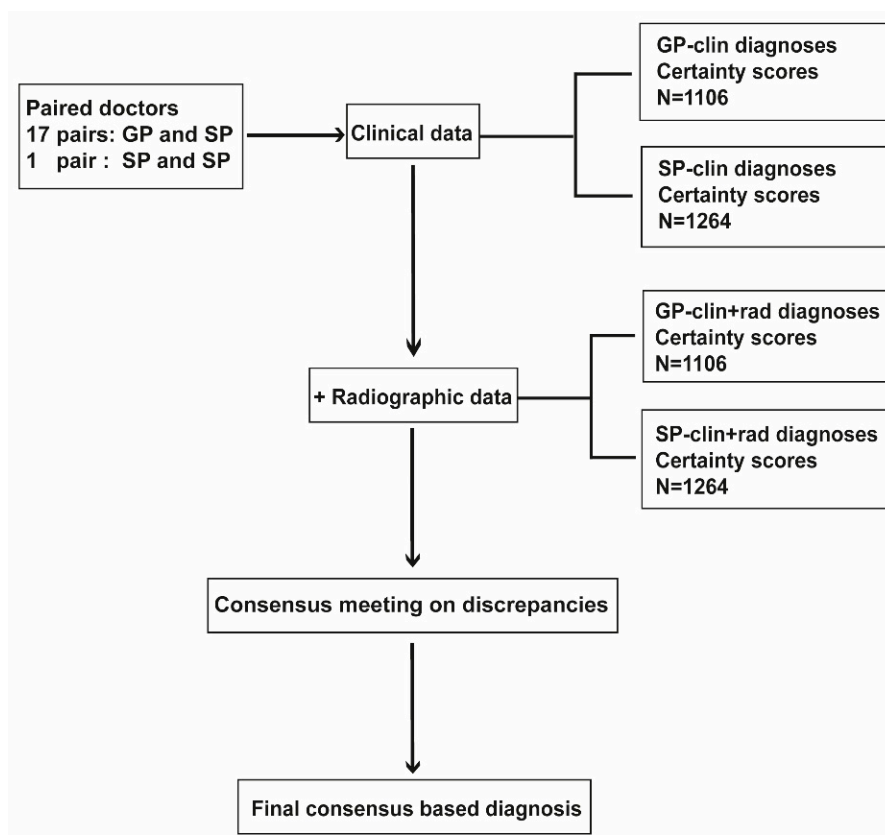 Paired doctors
17 pairs: GP and SP
1 pair : SP and SP
Clinical data
GP-clin diagnoses
Certainty scores
N=1106
SP-clin diagnoses
Certainty scores
N=1264
+ Radiographic data
GP-clin+rad diagnoses
Certainty scores
N=1106
SP-clin+rad diagnoses
Certainty scores
N=1264
Consensus meeting on discrepancies
Final consensus based diagnosis